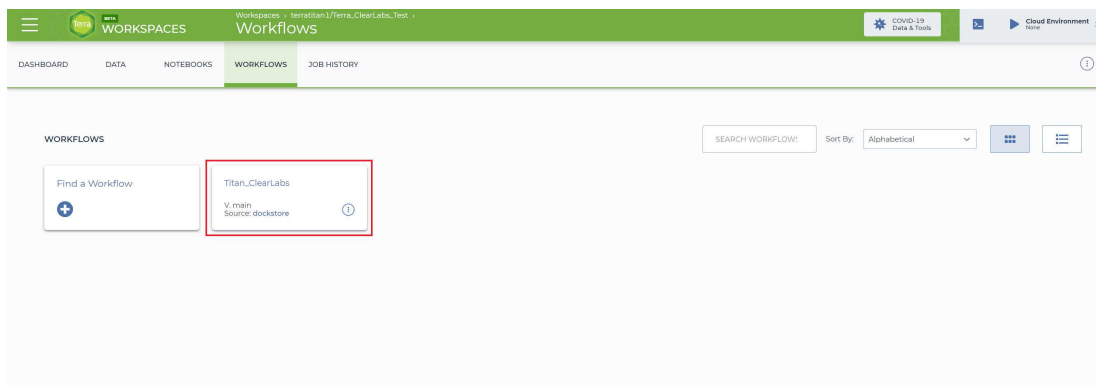 Terra
BETA
WORKSPACES
Workspaces › terratitan1/Terra_ClearLabs_Test ›
Workflows
COVID-19
Data & Tools
Cloud Environment
None
DASHBOARD DATA NOTEBOOKS WORKFLOWS JOB HISTORY
WORKFLOWS
SEARCH WORKFLOW Sort By: Alphabetical
Find a Workflow
Titan_ClearLabs
V. main
Source: dockstore